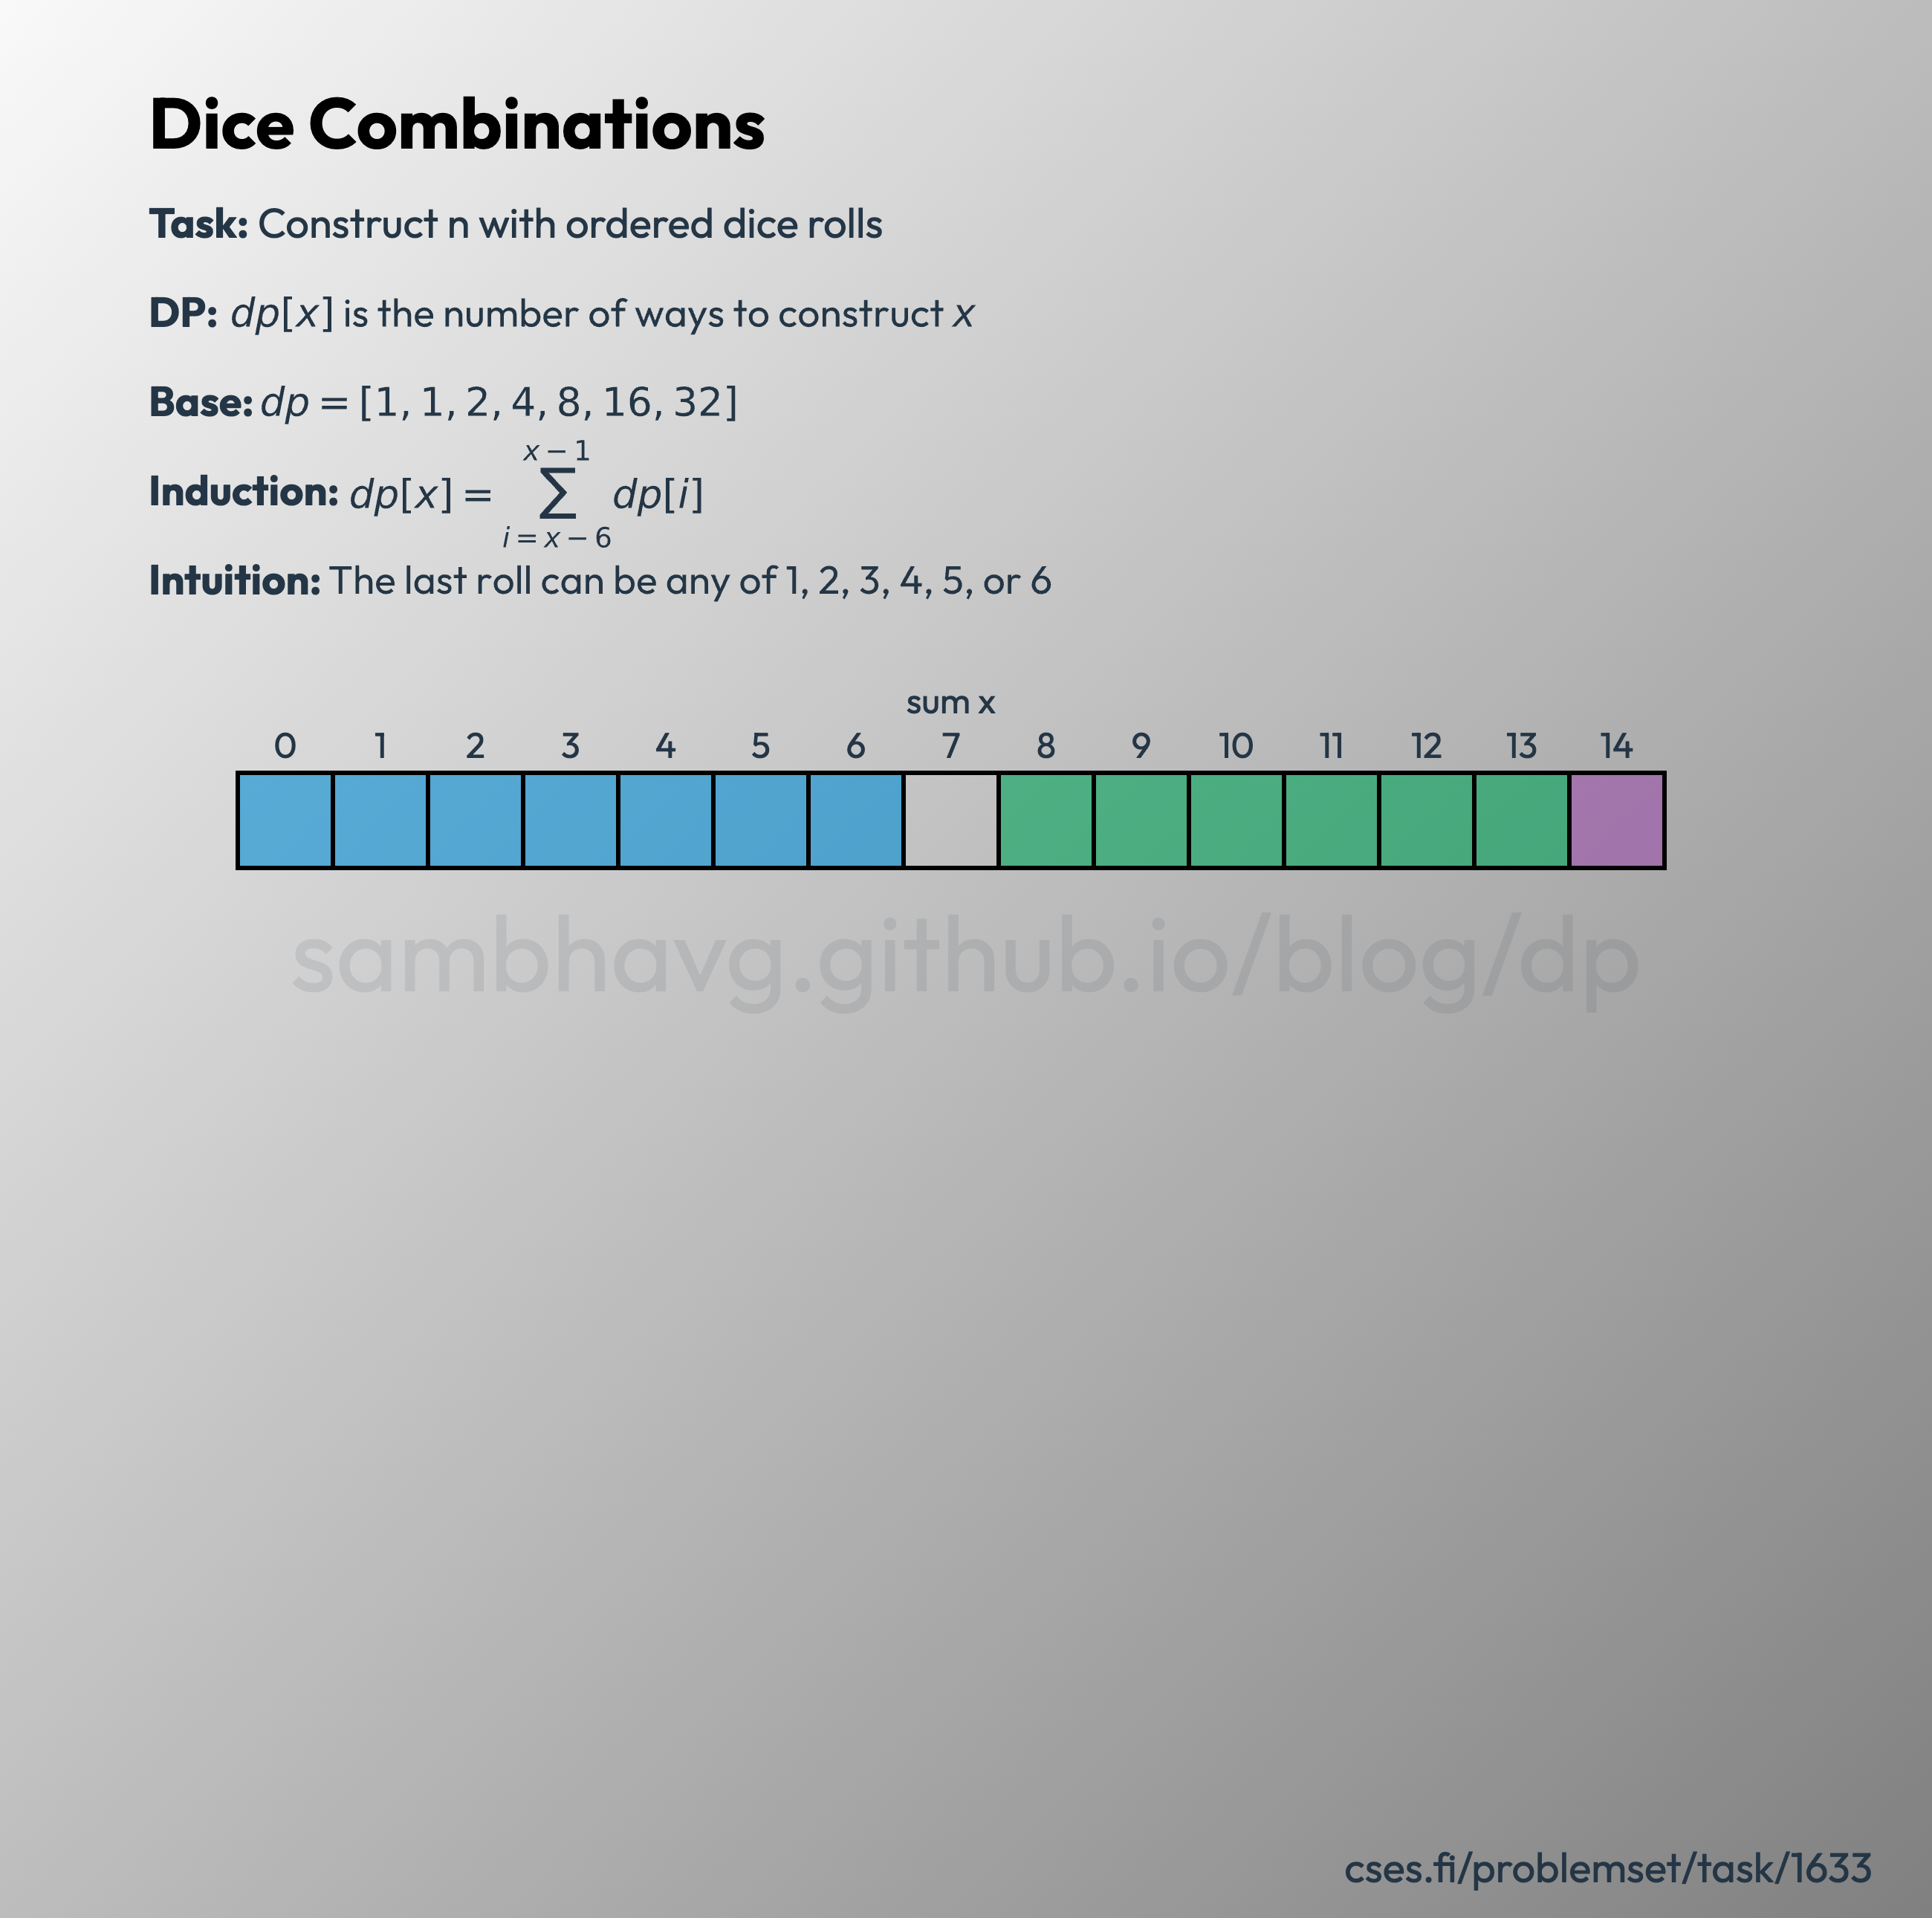 Dice Combinations
Task: Construct n with ordered dice rolls
DP: dp[x] is the number of ways to construct x
Base: dp = [1, 1, 2, 4, 8, 16, 32]
Induction: dp[x] = ∑_{i = x − 6}^{x − 1} dp[i]
Intuition: The last roll can be any of 1, 2, 3, 4, 5, or 6
sum x
0 1 2 3 4 5 6 7 8 9 10 11 12 13 14
sambhavg.github.io/blog/dp
cses.fi/problemset/task/1633